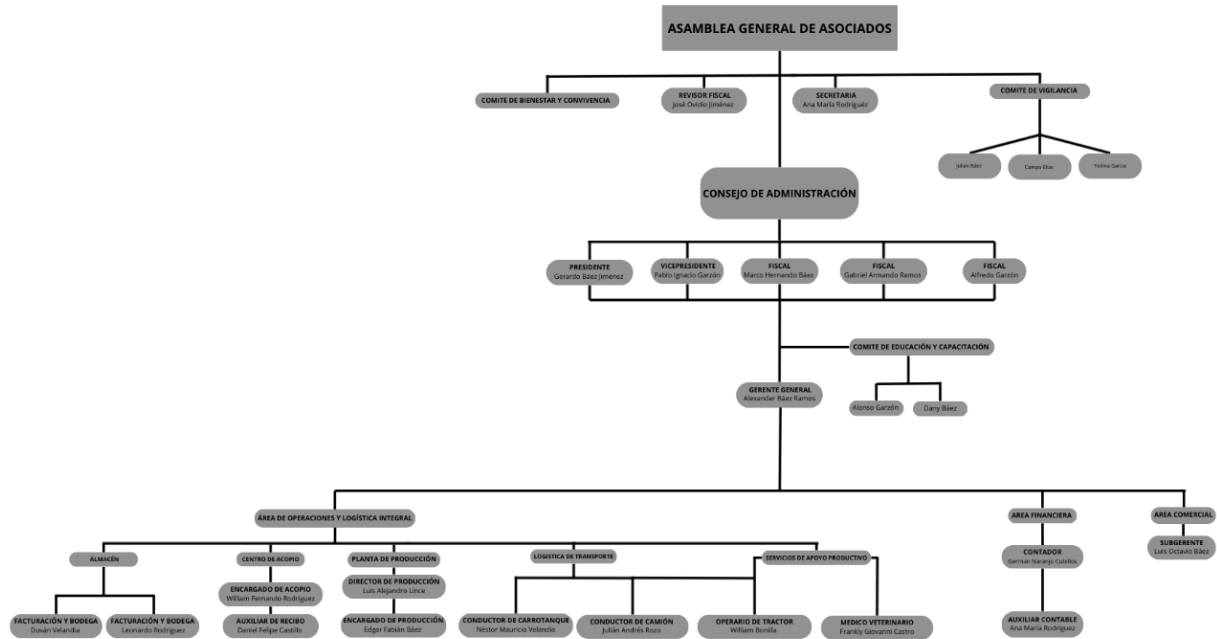 ASAMBLEA GENERAL DE ASOCIADOS
COMITE DE BIENESTAR Y CONVIVENCIA
REVISOR FISCAL
José Ovidio Jiménez
SECRETARIA
Ana María Rodriguéz
COMITE DE VIGILANCIA
Julián Báez
Campo Elías
Yolima García
CONSEJO DE ADMINISTRACIÓN
PRESIDENTE
Gerardo Báez Jiménez
VICEPRESIDENTE
Pablo Ignacio Garzón
FISCAL
Marco Hernando Báez
FISCAL
Gabriel Armando Ramos
FISCAL
Alfredo Garzón
COMITE DE EDUCACIÓN Y CAPACITACIÓN
Alonso Garzón
Dany Báez
GERENTE GENERAL
Alexander Báez Ramos
ÁREA DE OPERACIONES Y LOGÍSTICA INTEGRAL
AREA FINANCIERA
AREA COMERCIAL
ALMACÉN
CENTRO DE ACOPIO
PLANTA DE PRODUCCIÓN
LOGISTICA DE TRANSPORTE
SERVICIOS DE APOYO PRODUCTIVO
CONTADOR
German Naranjo Cubillos
SUBGERENTE
Luis Octavio Báez
ENCARGADO DE ACOPIO
William Fernando Rodriguez
DIRECTOR DE PRODUCCIÓN
Luis Alejandro Lince
FACTURACIÓN Y BODEGA
Duván Velandia
FACTURACIÓN Y BODEGA
Leonardo Rodriguez
AUXILIAR DE RECIBO
Daniel Felipe Castillo
ENCARGADO DE PRODUCCIÓN
Edgar Fabián Báez
CONDUCTOR DE CARROTANQUE
Néstor Mauricio Velandia
CONDUCTOR DE CAMIÓN
Julián Andrés Rozo
OPERARIO DE TRACTOR
William Bonilla
MEDICO VETERINARIO
Frankly Giovanni Castro
AUXILIAR CONTABLE
Ana María Rodriguez